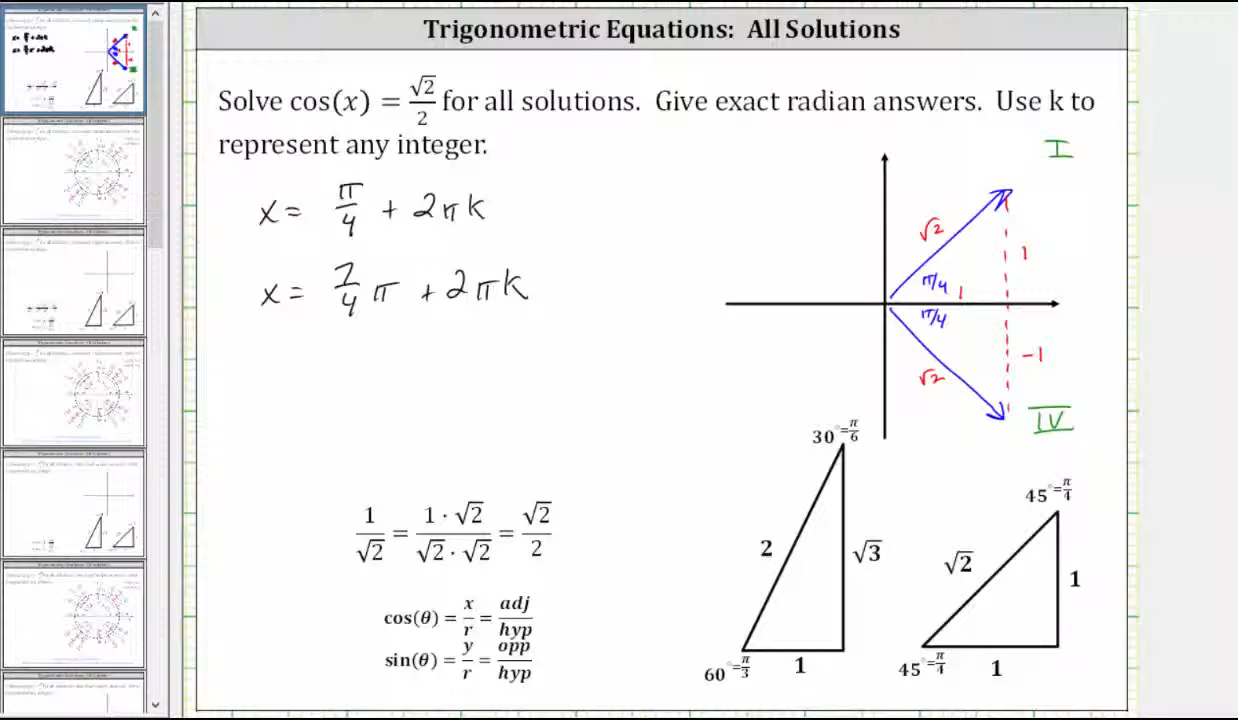 Trigonometric Equations: All Solutions
Solve cos(x) = √2/2 for all solutions. Give exact radian answers. Use k to
represent any integer.
x = π/4 + 2πk
x = 7/4 π + 2πk
I
√2
1
π/4
1
π/4
-1
√2
IV
1/√2 = 1·√2/√2·√2 = √2/2
cos(θ) = x/r = adj/hyp
sin(θ) = y/r = opp/hyp
30°=π/6
2
√3
60°=π/3
1
45°=π/4
√2
1
45°=π/4
1